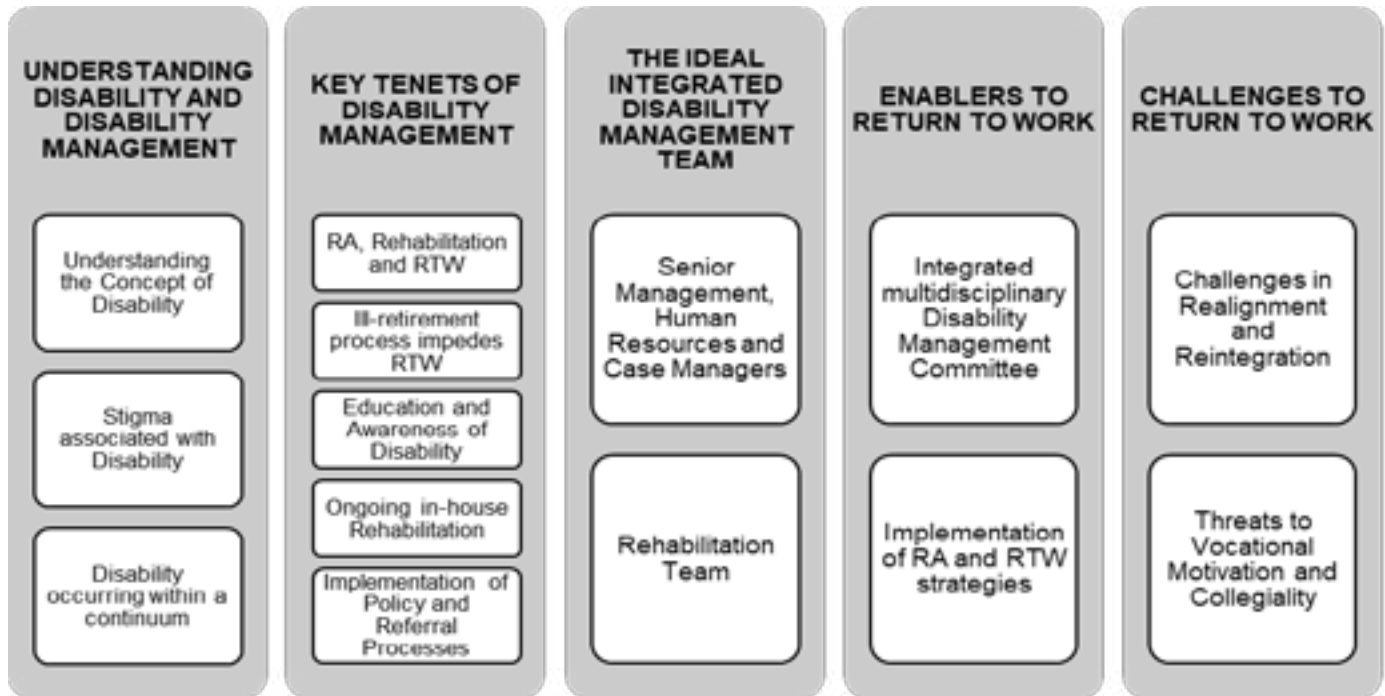 UNDERSTANDING
DISABILITY AND
DISABILITY
MANAGEMENT
Understanding
the Concept of
Disability
Stigma
associated with
Disability
Disability
occurring within a
continuum
KEY TENETS OF
DISABILITY
MANAGEMENT
RA, Rehabilitation
and RTW
Ill-retirement
process impedes
RTW
Education and
Awareness of
Disability
Ongoing in-house
Rehabilitation
Implementation of
Policy and
Referral
Processes
THE IDEAL
INTEGRATED
DISABILITY
MANAGEMENT
TEAM
Senior
Management,
Human
Resources and
Case Managers
Rehabilitation
Team
ENABLERS TO
RETURN TO WORK
Integrated
multidisciplinary
Disability
Management
Committee
Implementation
of RA and RTW
strategies
CHALLENGES TO
RETURN TO WORK
Challenges in
Realignment
and
Reintegration
Threats to
Vocational
Motivation and
Collegiality